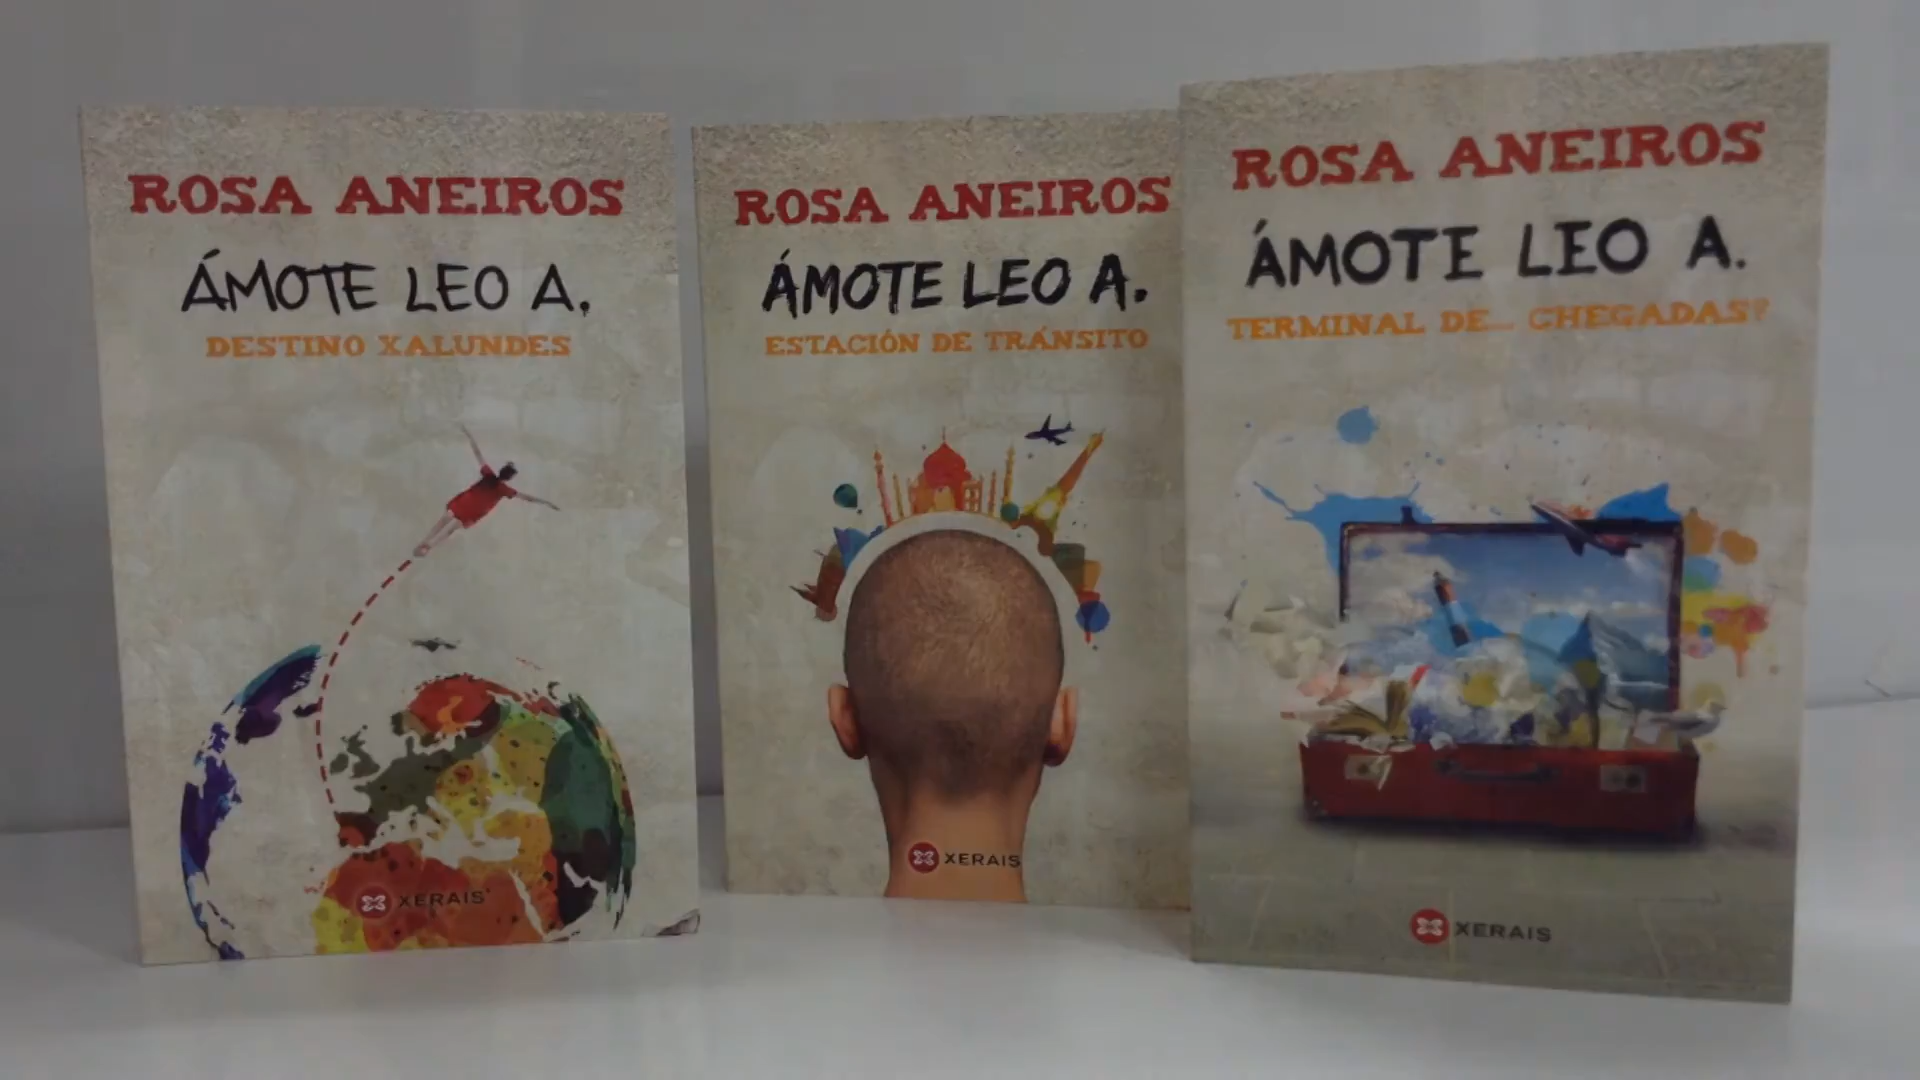 ROSA ANEIROS
ÁMOTE LEO A.
DESTINO XALUNDES
XERAIS
ROSA ANEIROS
ÁMOTE LEO A.
ESTACIÓN DE TRÁNSITO
XERAIS
ROSA ANEIROS
ÁMOTE LEO A.
TERMINAL DE... CHEGADAS?
XERAIS